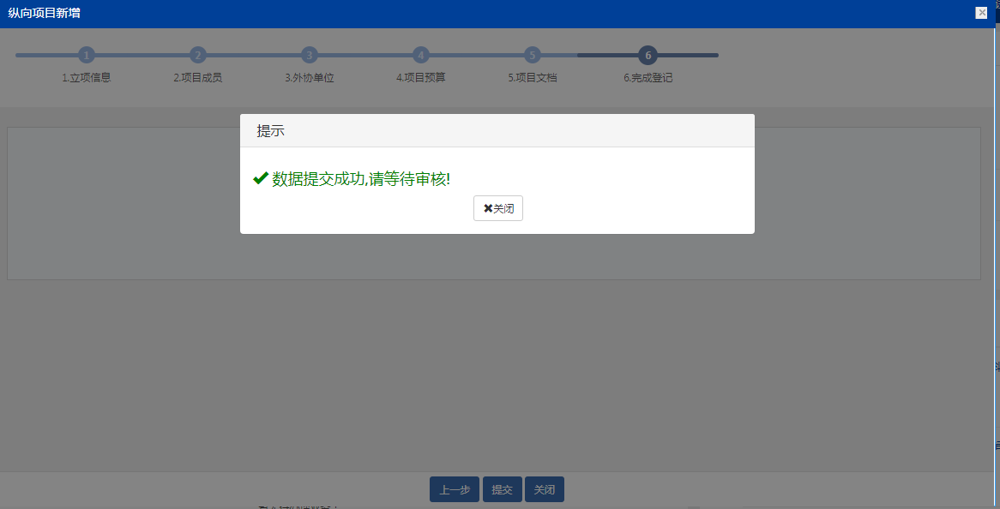 纵向项目新增
1 2 3 4 5 6
1.立项信息 2.项目成员 3.外协单位 4.项目预算 5.项目文档 6.完成登记
提示
数据提交成功,请等待审核!
关闭
上一步 提交 关闭